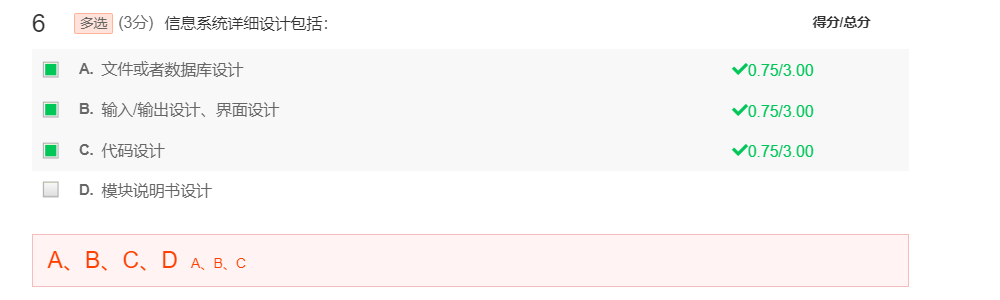 6 多选 (3分) 信息系统详细设计包括： 得分/总分
A. 文件或者数据库设计 0.75/3.00
B. 输入/输出设计、界面设计 0.75/3.00
C. 代码设计 0.75/3.00
D. 模块说明书设计
A、B、C、D A、B、C